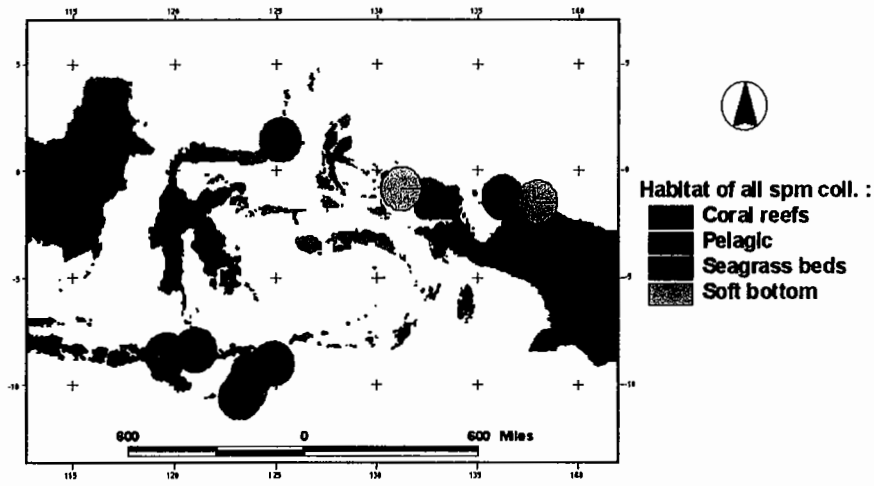 115 120 125 130 135 140
5
0
-5
-10
Habitat of all spm coll. :
Coral reefs
Pelagic
Seagrass beds
Soft bottom
600 0 600 Miles
115 120 125 130 135 140